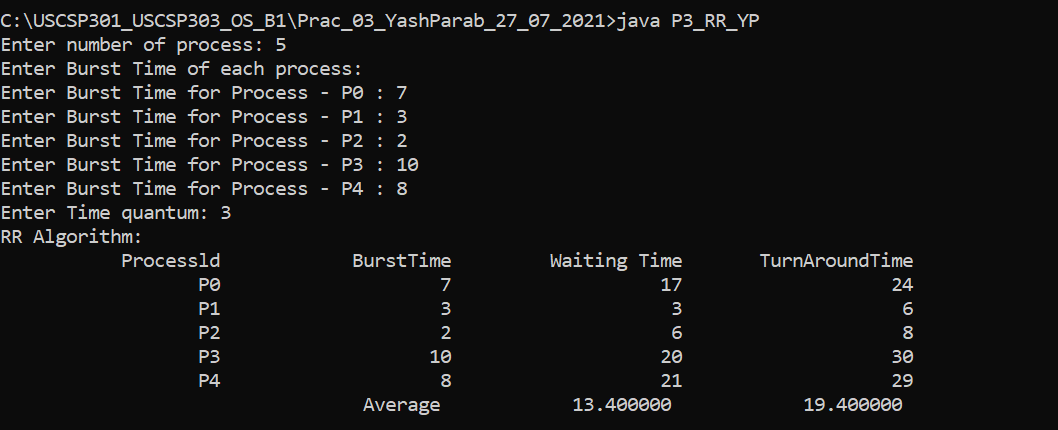 C:\USCSP301_USCSP303_OS_B1\Prac_03_YashParab_27_07_2021>java P3_RR_YP
Enter number of process: 5
Enter Burst Time of each process:
Enter Burst Time for Process - P0 : 7
Enter Burst Time for Process - P1 : 3
Enter Burst Time for Process - P2 : 2
Enter Burst Time for Process - P3 : 10
Enter Burst Time for Process - P4 : 8
Enter Time quantum: 3
RR Algorithm:
Processld BurstTime Waiting Time TurnAroundTime
P0 7 17 24
P1 3 3 6
P2 2 6 8
P3 10 20 30
P4 8 21 29
Average 13.400000 19.400000